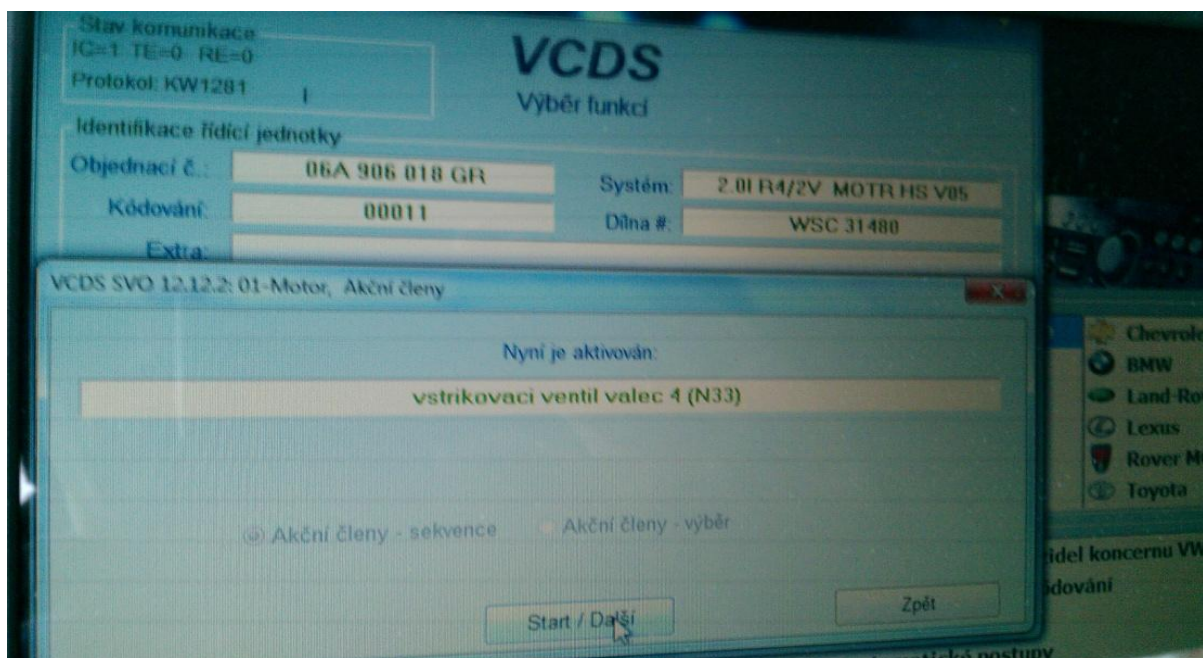 Stav komunikace
IC=1 TE=0 RE=0
Protokol: KW1281
VCDS
Výběr funkcí
Identifikace řídící jednotky
Objednací č.: 06A 906 018 GR
Systém: 2.0l R4/2V MOTR HS V05
Kódování: 00011
Dílna #: WSC 31480
Extra:
VCDS SVO 12.12.2: 01-Motor, Akční členy
Nyní je aktivován:
vstrikovaci ventil valec 4 (N33)
Akční členy - sekvence
Akční členy - výběr
Start / Další
Zpět
Chevrole
BMW
Land-Ro
Lexus
Rover M
Toyota
idel koncernu VW
dování
postupy